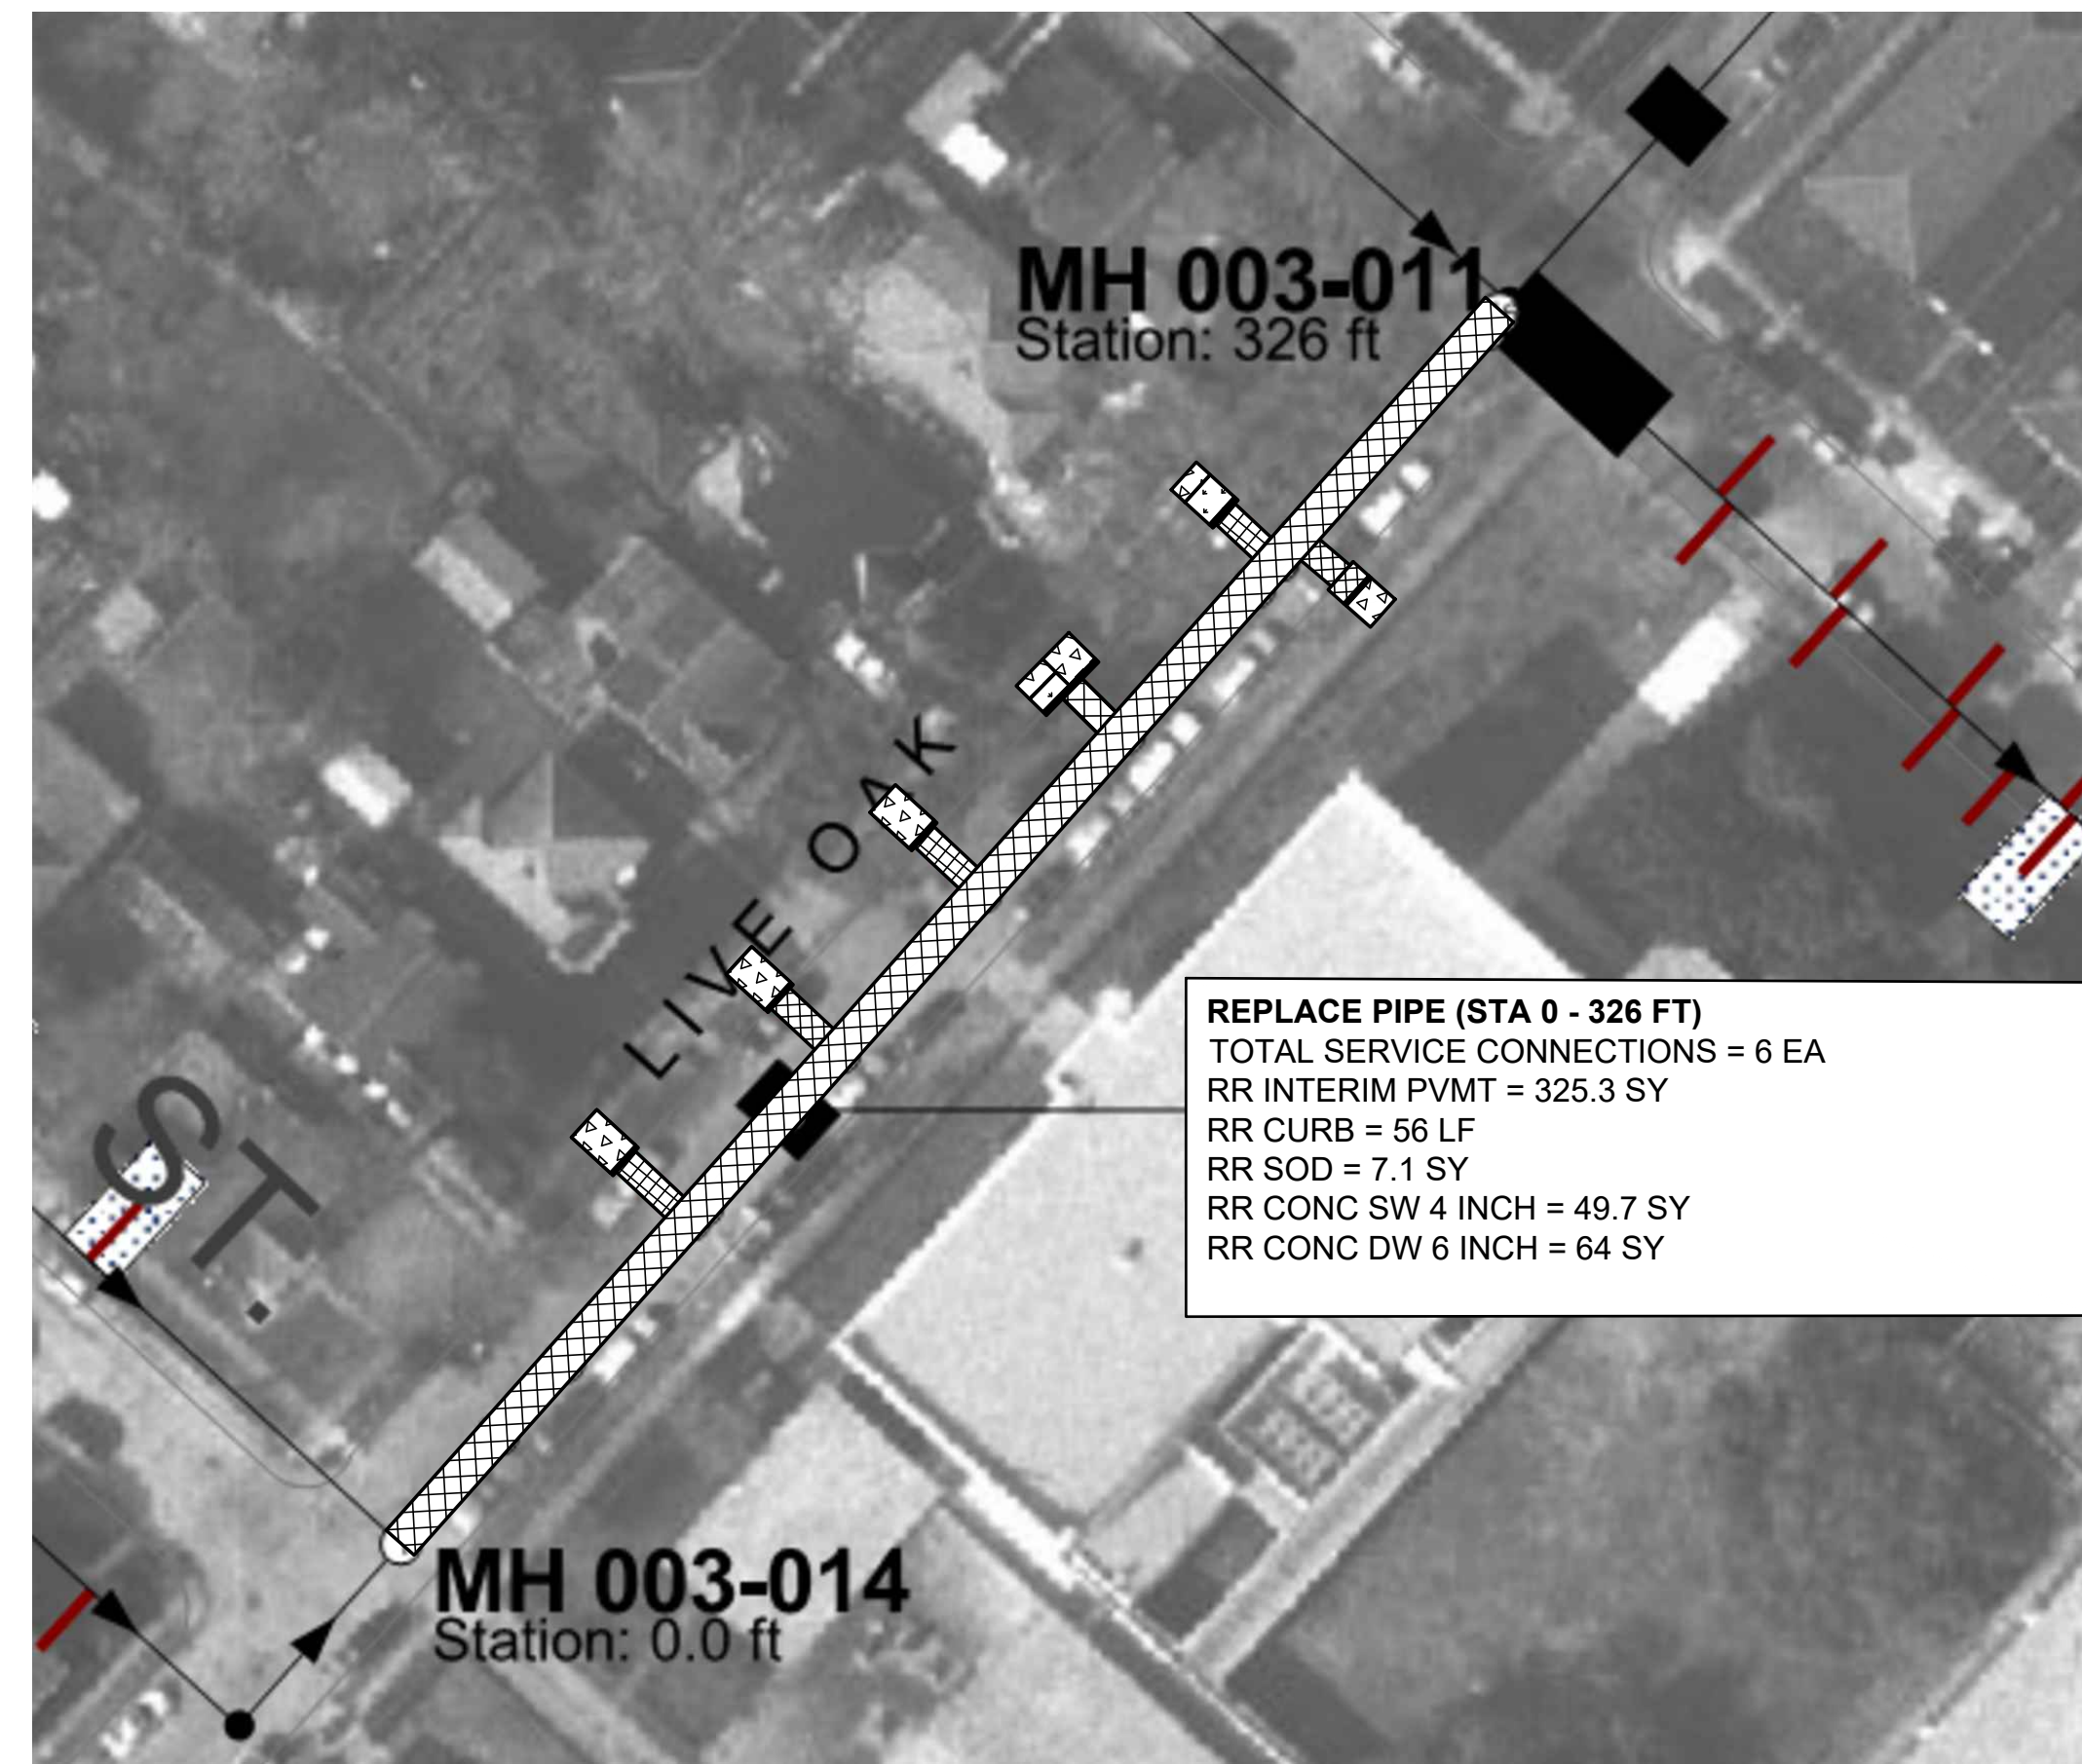 MH 003-011
Station: 326 ft
LIVE OAK
ST.
REPLACE PIPE (STA 0 - 326 FT)
TOTAL SERVICE CONNECTIONS = 6 EA
RR INTERIM PVMT = 325.3 SY
RR CURB = 56 LF
RR SOD = 7.1 SY
RR CONC SW 4 INCH = 49.7 SY
RR CONC DW 6 INCH = 64 SY
MH 003-014
Station: 0.0 ft